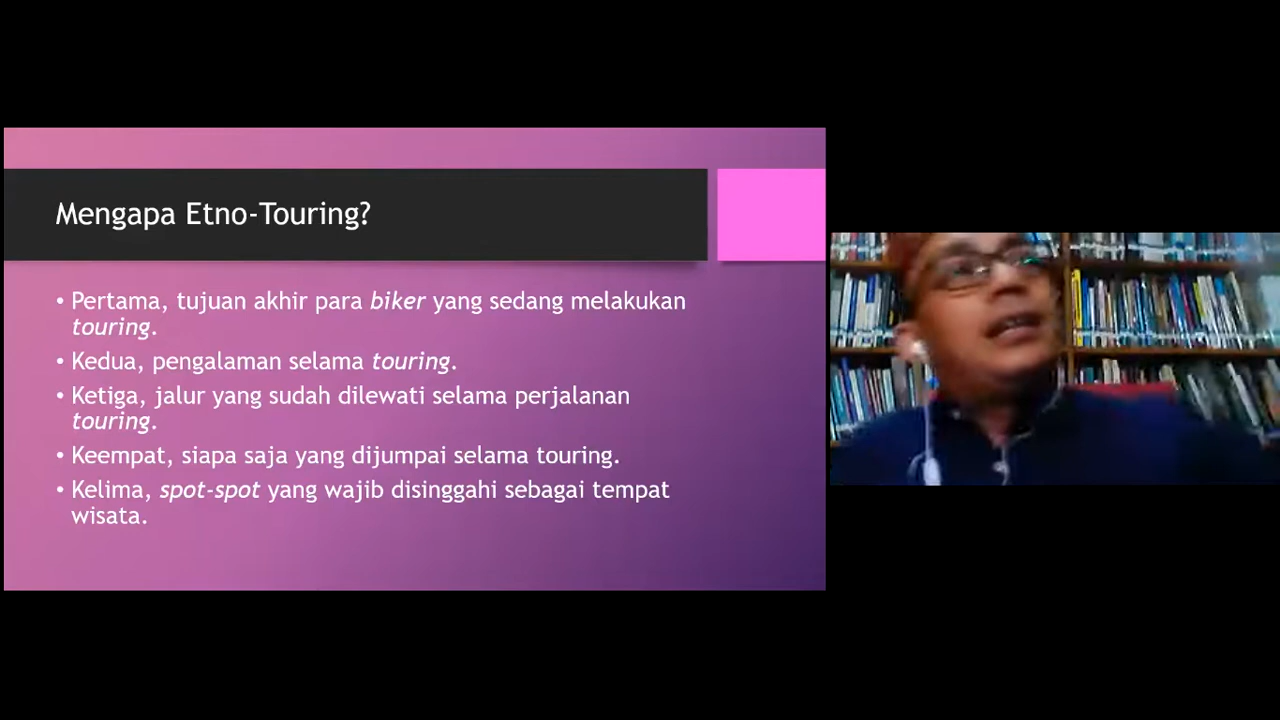 Mengapa Etno-Touring?
• Pertama, tujuan akhir para biker yang sedang melakukan
touring.
• Kedua, pengalaman selama touring.
• Ketiga, jalur yang sudah dilewati selama perjalanan
touring.
• Keempat, siapa saja yang dijumpai selama touring.
• Kelima, spot-spot yang wajib disinggahi sebagai tempat
wisata.